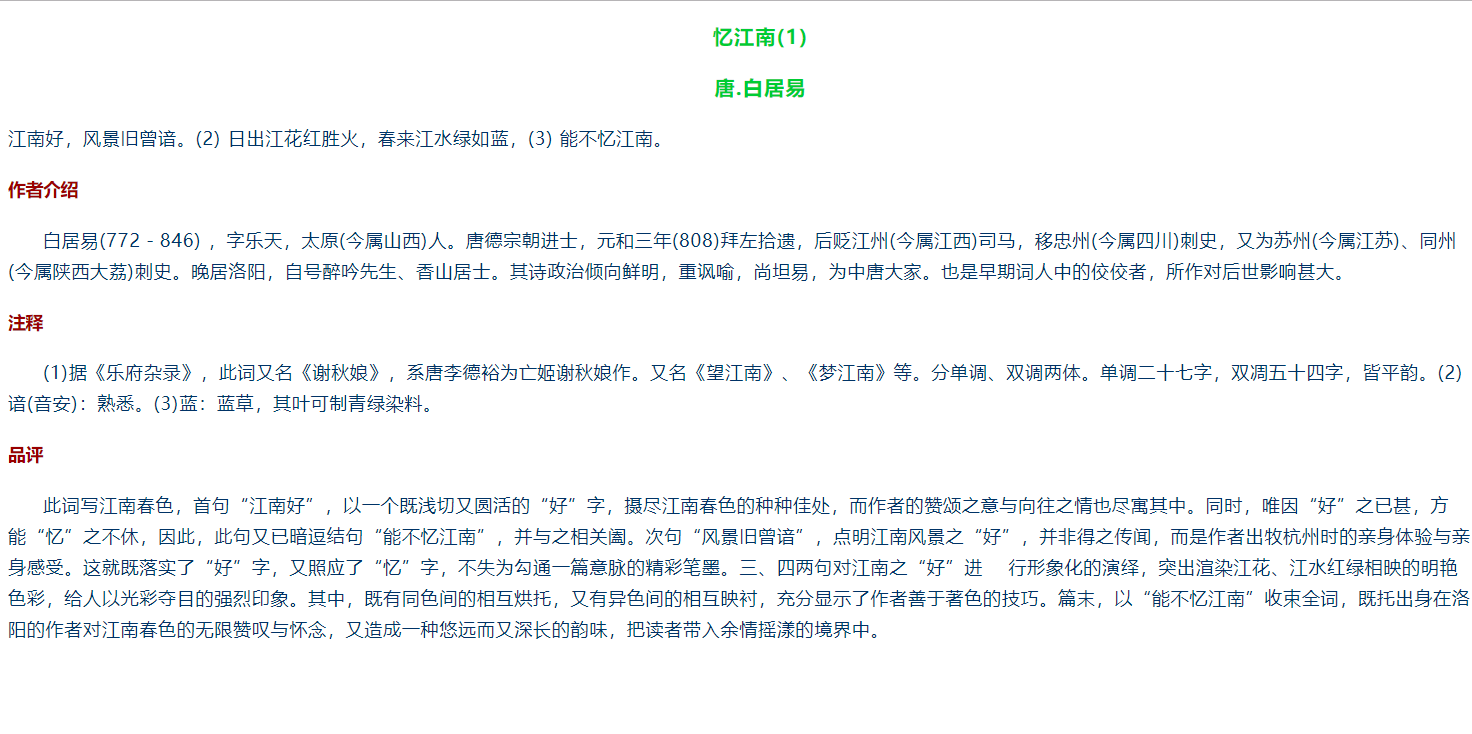 忆江南(1)
唐.白居易
江南好，风景旧曾谙。(2) 日出江花红胜火，春来江水绿如蓝，(3) 能不忆江南。
作者介绍
白居易(772－846) ，字乐天，太原(今属山西)人。唐德宗朝进士，元和三年(808)拜左拾遗，后贬江州(今属江西)司马，移忠州(今属四川)刺史，又为苏州(今属江苏)、同州
(今属陕西大荔)刺史。晚居洛阳，自号醉吟先生、香山居士。其诗政治倾向鲜明，重讽喻，尚坦易，为中唐大家。也是早期词人中的佼佼者，所作对后世影响甚大。
注释
(1)据《乐府杂录》，此词又名《谢秋娘》，系唐李德裕为亡姬谢秋娘作。又名《望江南》、《梦江南》等。分单调、双调两体。单调二十七字，双凋五十四字，皆平韵。(2)
谙(音安)：熟悉。(3)蓝：蓝草，其叶可制青绿染料。
品评
此词写江南春色，首句“江南好”，以一个既浅切又圆活的“好”字，摄尽江南春色的种种佳处，而作者的赞颂之意与向往之情也尽寓其中。同时，唯因“好”之已甚，方
能“忆”之不休，因此，此句又已暗逗结句“能不忆江南”，并与之相关阖。次句“风景旧曾谙”，点明江南风景之“好”，并非得之传闻，而是作者出牧杭州时的亲身体验与亲
身感受。这就既落实了“好”字，又照应了“忆”字，不失为勾通一篇意脉的精彩笔墨。三、四两句对江南之“好”进 行形象化的演绎，突出渲染江花、江水红绿相映的明艳
色彩，给人以光彩夺目的强烈印象。其中，既有同色间的相互烘托，又有异色间的相互映衬，充分显示了作者善于著色的技巧。篇末，以“能不忆江南”收束全词，既托出身在洛
阳的作者对江南春色的无限赞叹与怀念，又造成一种悠远而又深长的韵味，把读者带入余情摇漾的境界中。